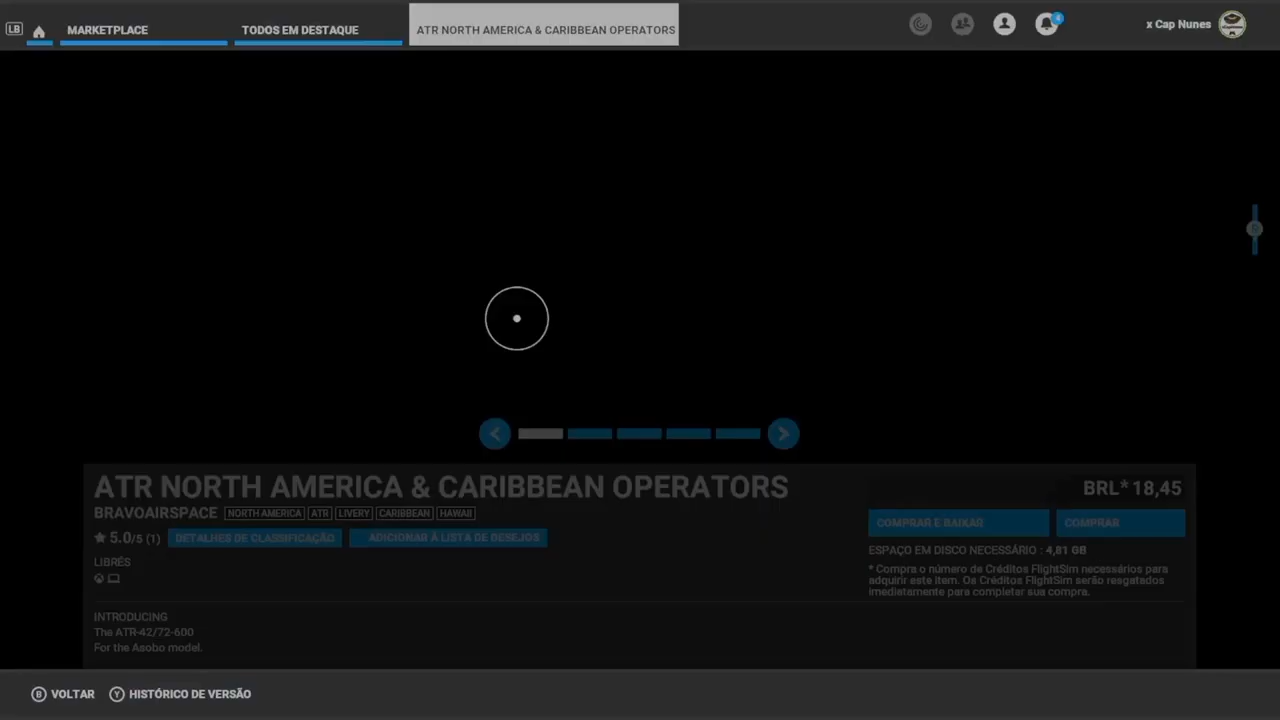 LB MARKETPLACE TODOS EM DESTAQUE ATR NORTH AMERICA & CARIBBEAN OPERATORS 4 x Cap Nunes
ATR NORTH AMERICA & CARIBBEAN OPERATORS
BRAVOAIRSPACE NORTH AMERICA ATR LIVERY CARIBBEAN HAWAII
5.0/5 (1) DETALHES DE CLASSIFICAÇÃO ADICIONAR À LISTA DE DESEJOS
LIBRÉS
BRL* 18,45
COMPRAR E BAIXAR COMPRAR
ESPAÇO EM DISCO NECESSÁRIO : 4,81 GB
* Compra o número de Créditos FlightSim necessários para
adquirir este item. Os Créditos FlightSim serão resgatados
imediatamente para completar sua compra.
INTRODUCING
The ATR-42/72-600
For the Asobo model.
B VOLTAR Y HISTÓRICO DE VERSÃO